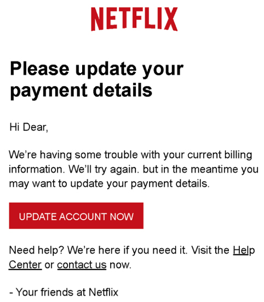 NETFLIX
Please update your
payment details
Hi Dear,
We're having some trouble with your current billing
information. We'll try again. but in the meantime you
may want to update your payment details.
UPDATE ACCOUNT NOW
Need help? We're here if you need it. Visit the Help
Center or contact us now.
- Your friends at Netflix